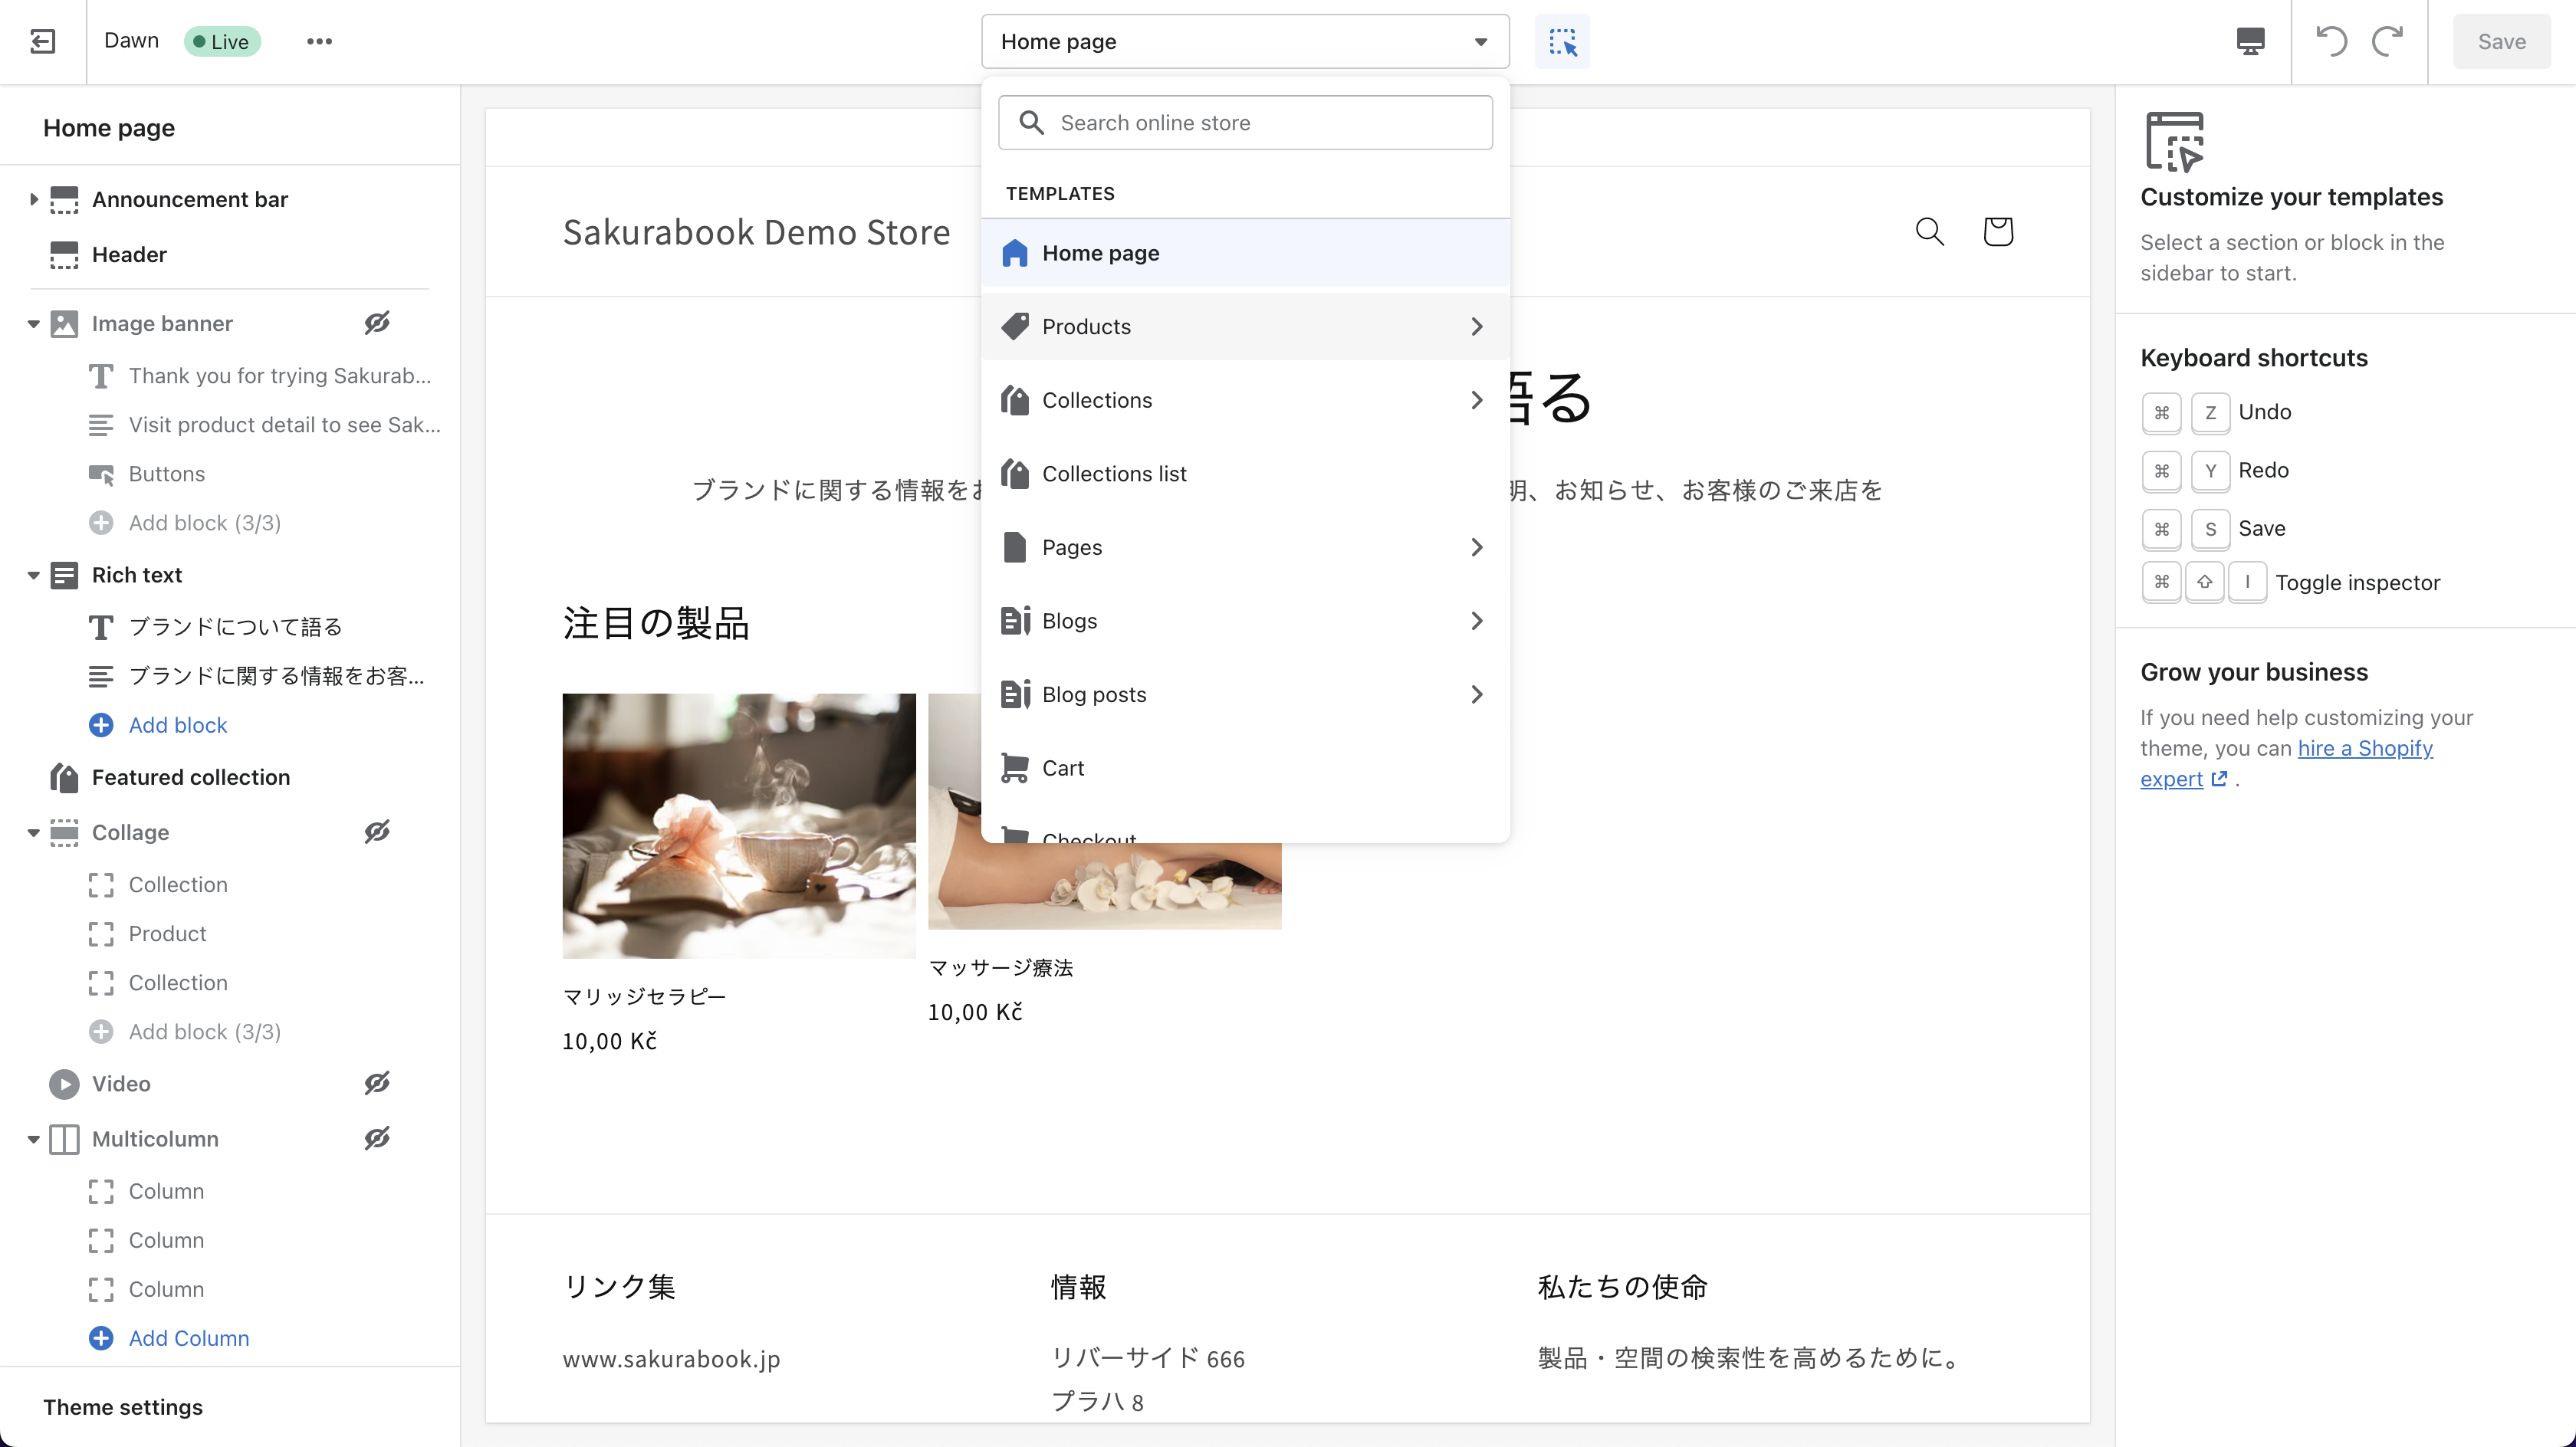 Dawn
Live
Home page
Save
Home page
Announcement bar
Header
Image banner
Thank you for trying Sakurab...
Visit product detail to see Sak...
Buttons
Add block (3/3)
Rich text
ブランドについて語る
ブランドに関する情報をお客...
Add block
Featured collection
Collage
Collection
Product
Collection
Add block (3/3)
Video
Multicolumn
Column
Column
Column
Add Column
Theme settings
Search online store
TEMPLATES
Home page
Products
Collections
Collections list
Pages
Blogs
Blog posts
Cart
Checkout
Sakurabook Demo Store
語る
ブランドに関する情報をお
明、お知らせ、お客様のご来店を
注目の製品
マリッジセラピー
10,00 Kč
マッサージ療法
10,00 Kč
リンク集
www.sakurabook.jp
情報
リバーサイド 666
プラハ 8
私たちの使命
製品・空間の検索性を高めるために。
Customize your templates
Select a section or block in the
sidebar to start.
Keyboard shortcuts
⌘ Z Undo
⌘ Y Redo
⌘ S Save
⌘ ⇧ I Toggle inspector
Grow your business
If you need help customizing your
theme, you can hire a Shopify
expert .